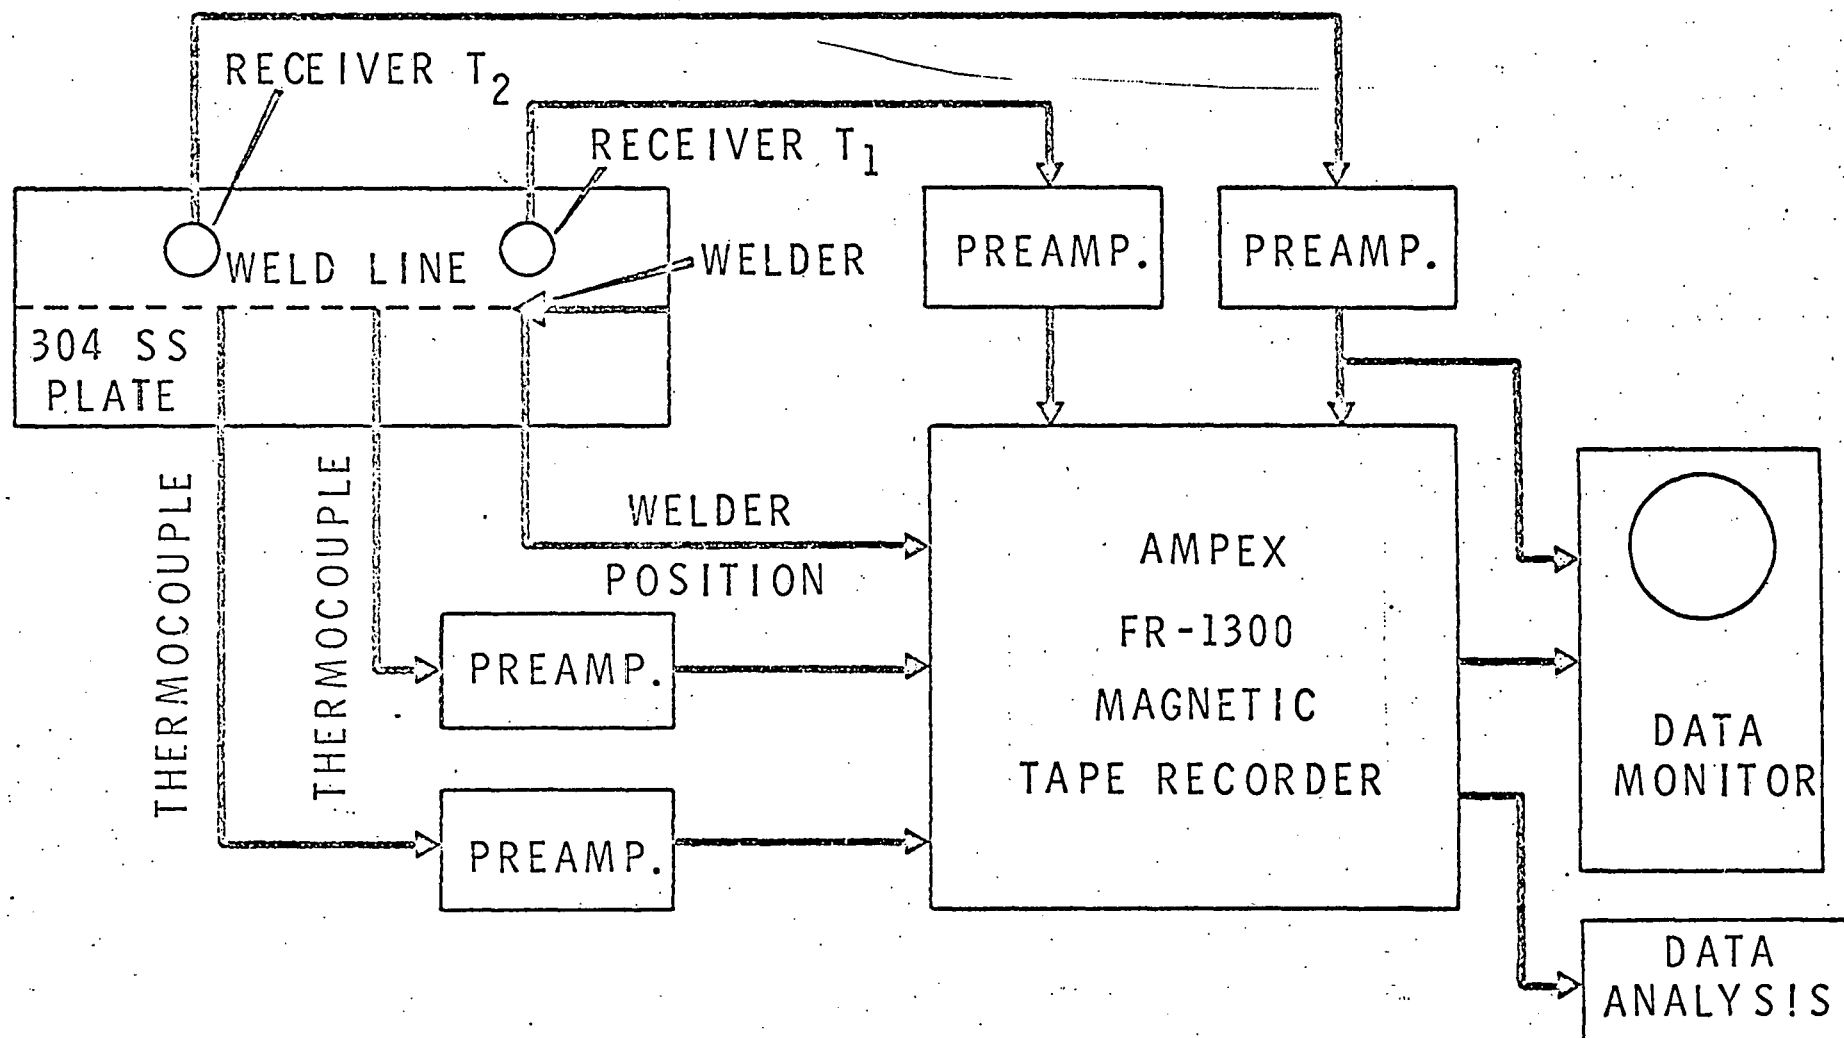 RECEIVER T2
RECEIVER T1
WELD LINE
WELDER
PREAMP.
PREAMP.
304 SS
PLATE
THERMOCOUPLE
THERMOCOUPLE
WELDER
POSITION
PREAMP.
PREAMP.
AMPEX
FR-1300
MAGNETIC
TAPE RECORDER
DATA
MONITOR
DATA
ANALYSIS